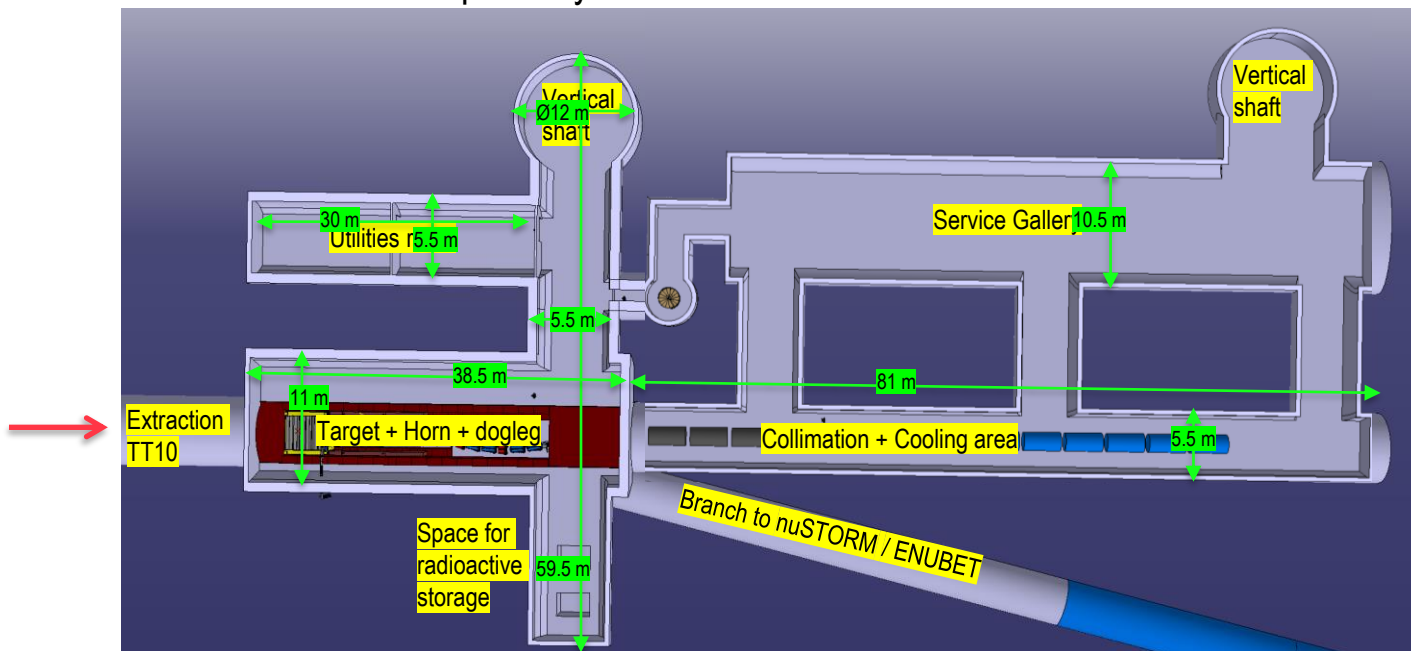 Vertical
Ø12 m
shaft
Vertical
shaft
30 m
Utilities
5.5 m
Service Gallery
10.5 m
5.5 m
38.5 m
81 m
11 m
Extraction
TT10
Target + Horn + dogleg
Collimation + Cooling area
5.5 m
Branch to nuSTORM / ENUBET
Space for
radioactive
storage
59.5 m